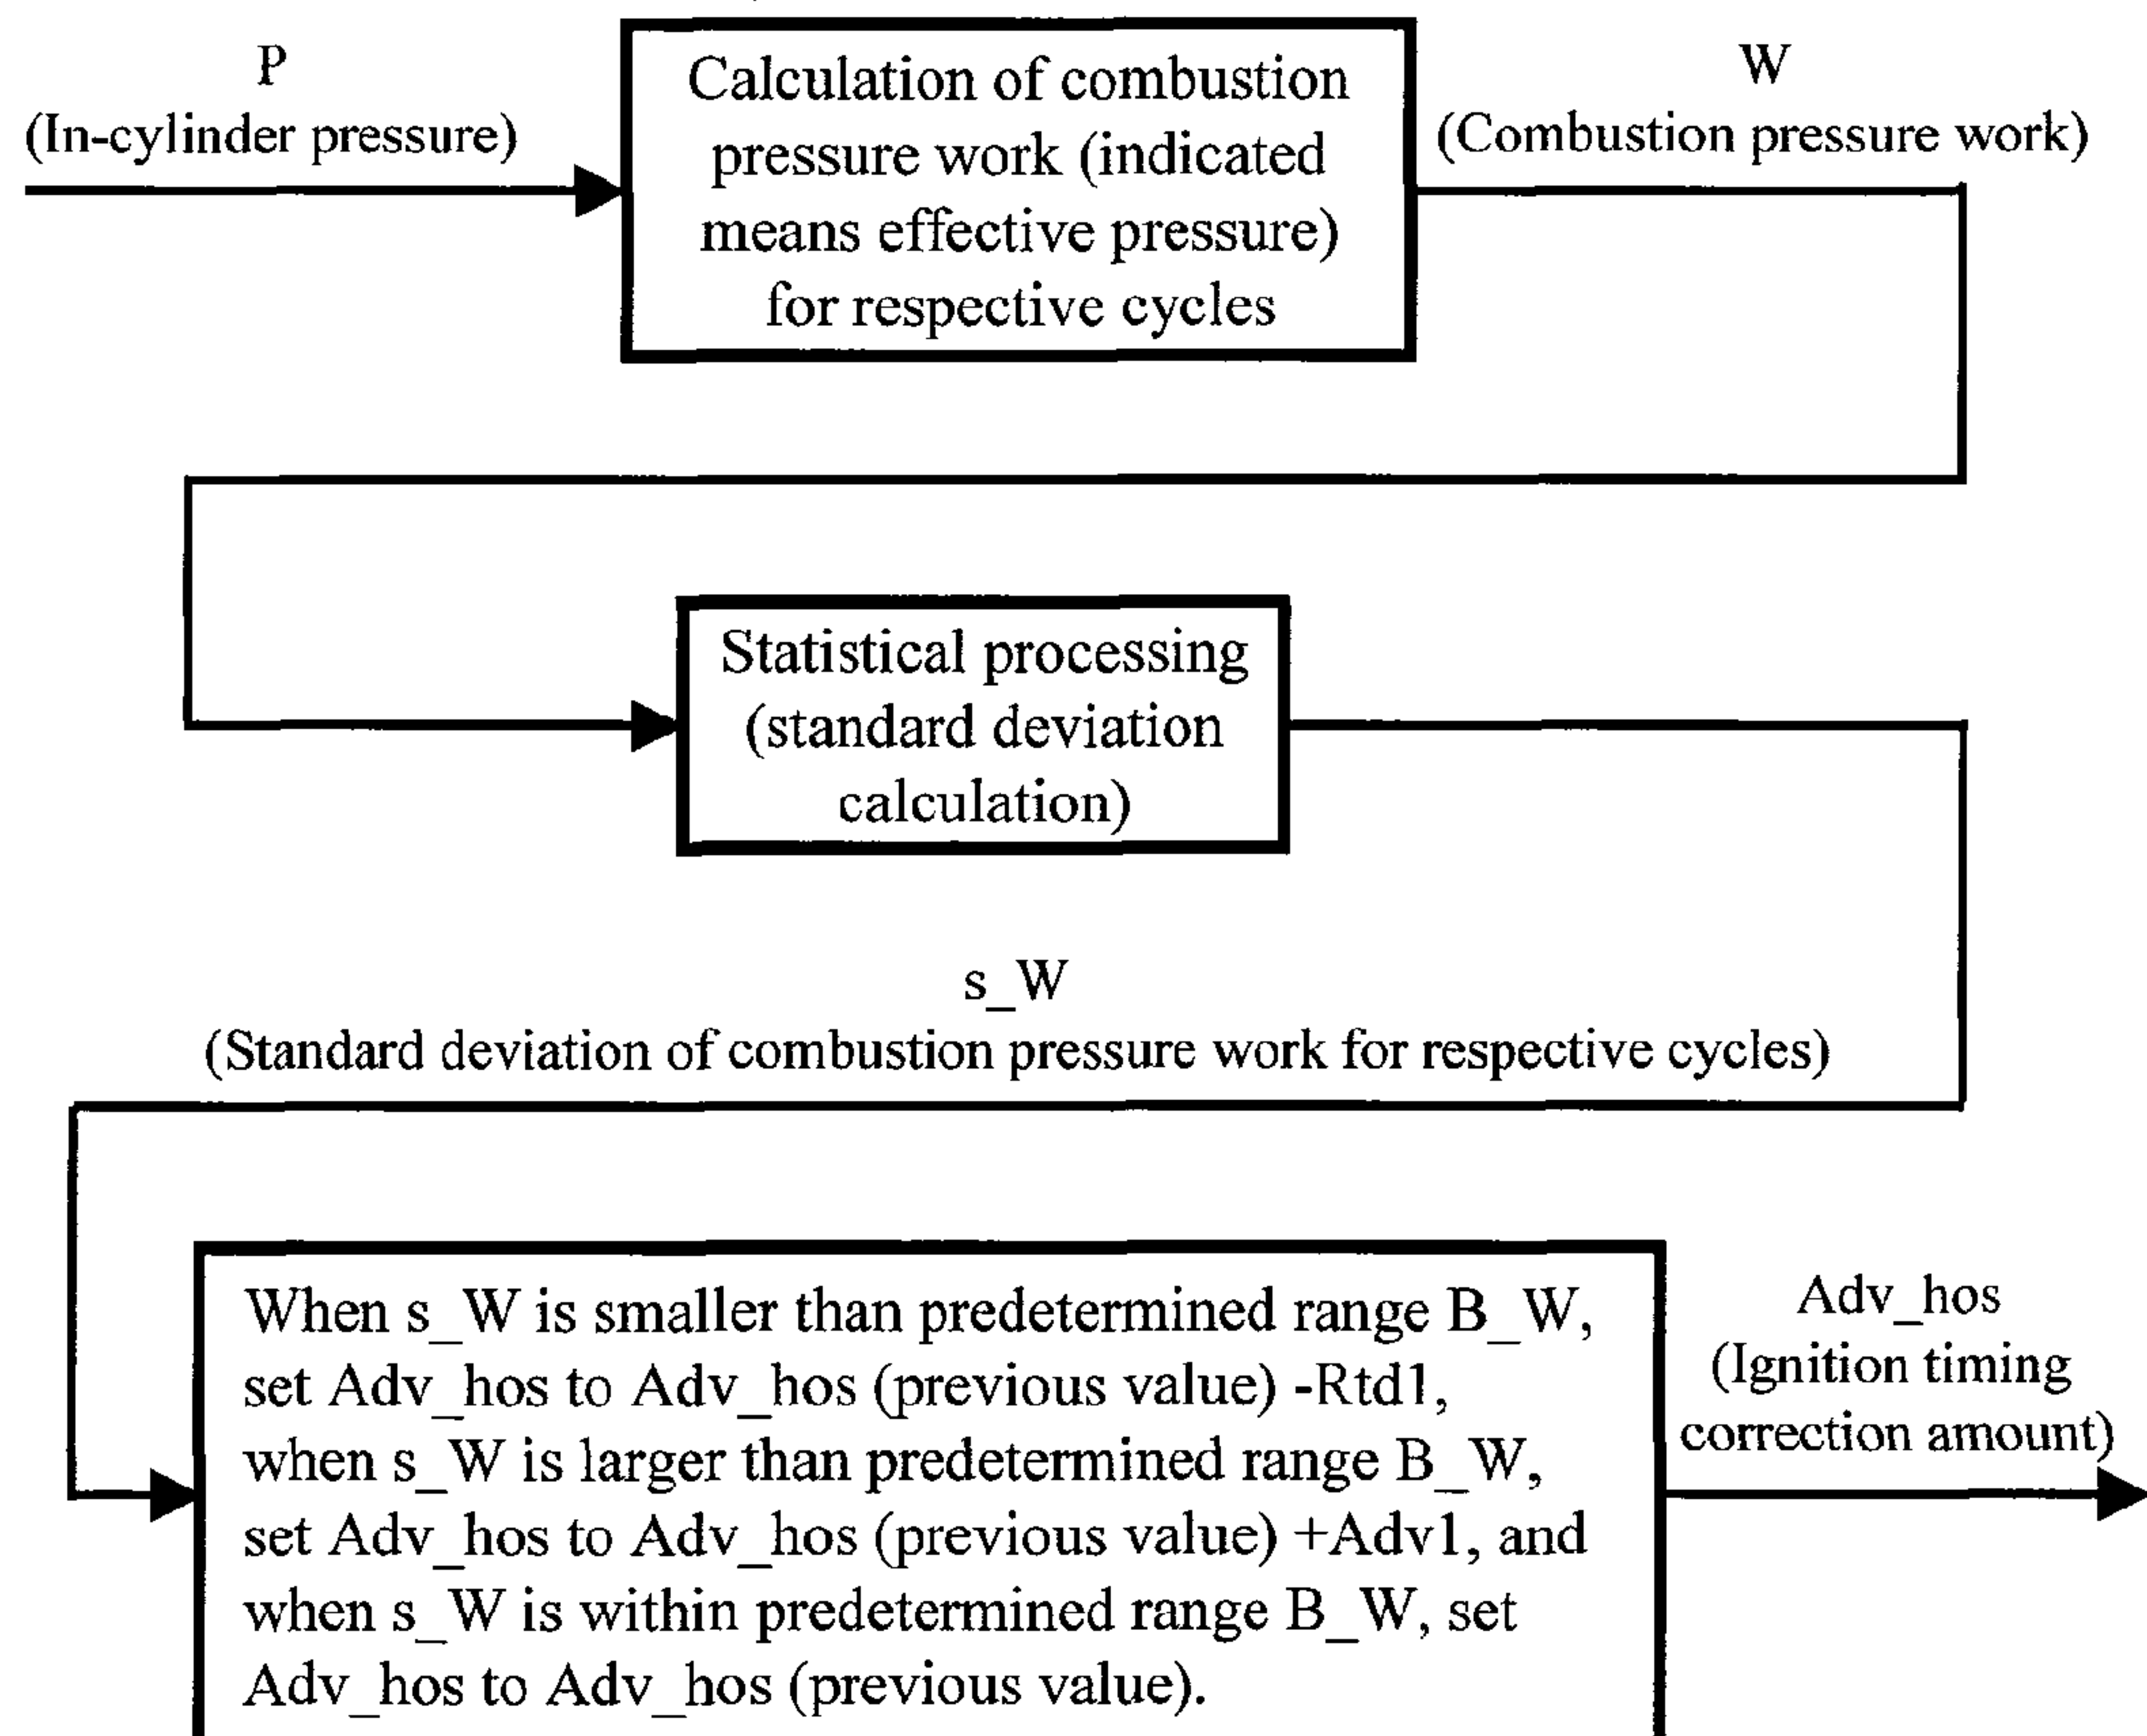 P
(In-cylinder pressure)
Calculation of combustion
pressure work (indicated
means effective pressure)
for respective cycles
W
(Combustion pressure work)
Statistical processing
(standard deviation
calculation)
s_W
(Standard deviation of combustion pressure work for respective cycles)
When s_W is smaller than predetermined range B_W,
set Adv_hos to Adv_hos (previous value) -Rtd1,
when s_W is larger than predetermined range B_W,
set Adv_hos to Adv_hos (previous value) +Adv1, and
when s_W is within predetermined range B_W, set
Adv_hos to Adv_hos (previous value).
Adv_hos
(Ignition timing
correction amount)